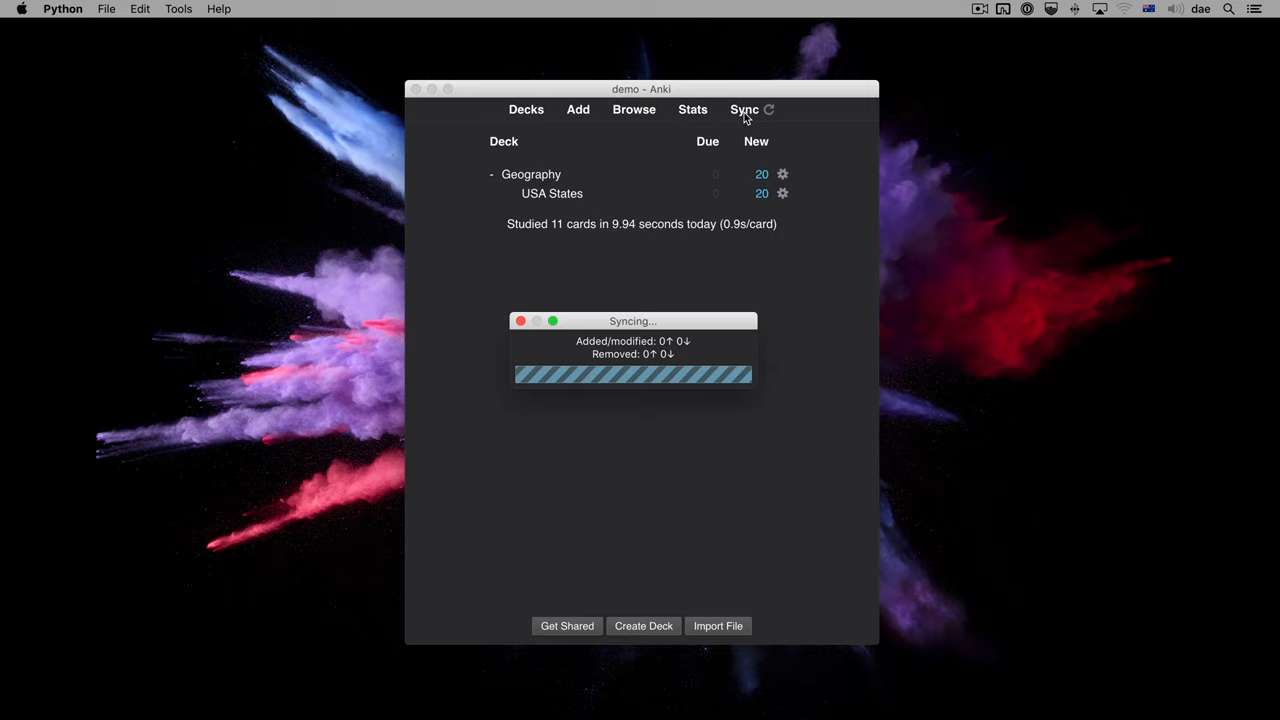 Python File Edit Tools Help dae
demo - Anki
Decks Add Browse Stats Sync
Deck Due New
- Geography 0 20
USA States 0 20
Studied 11 cards in 9.94 seconds today (0.9s/card)
Syncing...
Added/modified: 0↑ 0↓
Removed: 0↑ 0↓
Get Shared Create Deck Import File